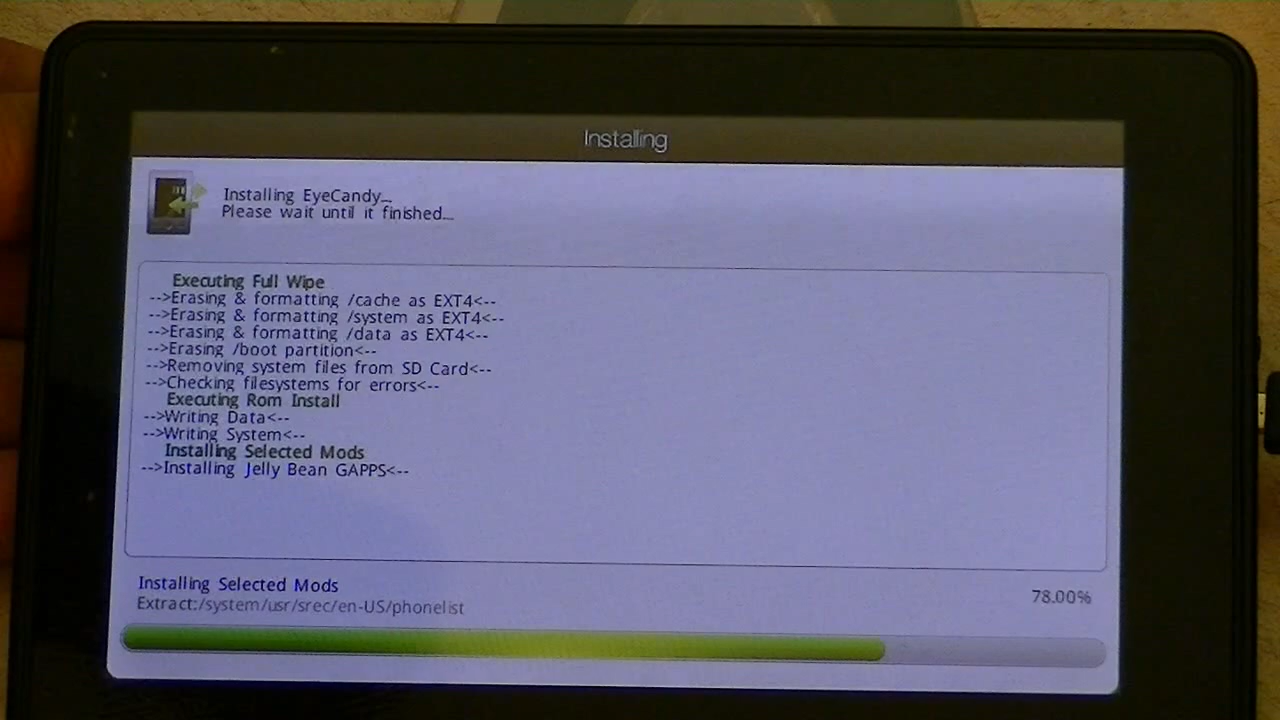 Installing
Installing EyeCandy...
Please wait until it finished...
Executing Full Wipe
-->Erasing & formatting /cache as EXT4<--
-->Erasing & formatting /system as EXT4<--
-->Erasing & formatting /data as EXT4<--
-->Erasing /boot partition<--
-->Removing system files from SD Card<--
-->Checking filesystems for errors<--
Executing Rom Install
-->Writing Data<--
-->Writing System<--
Installing Selected Mods
-->Installing Jelly Bean GAPPS<--
Installing Selected Mods
Extract:/system/usr/srec/en-US/phonelist
78.00%